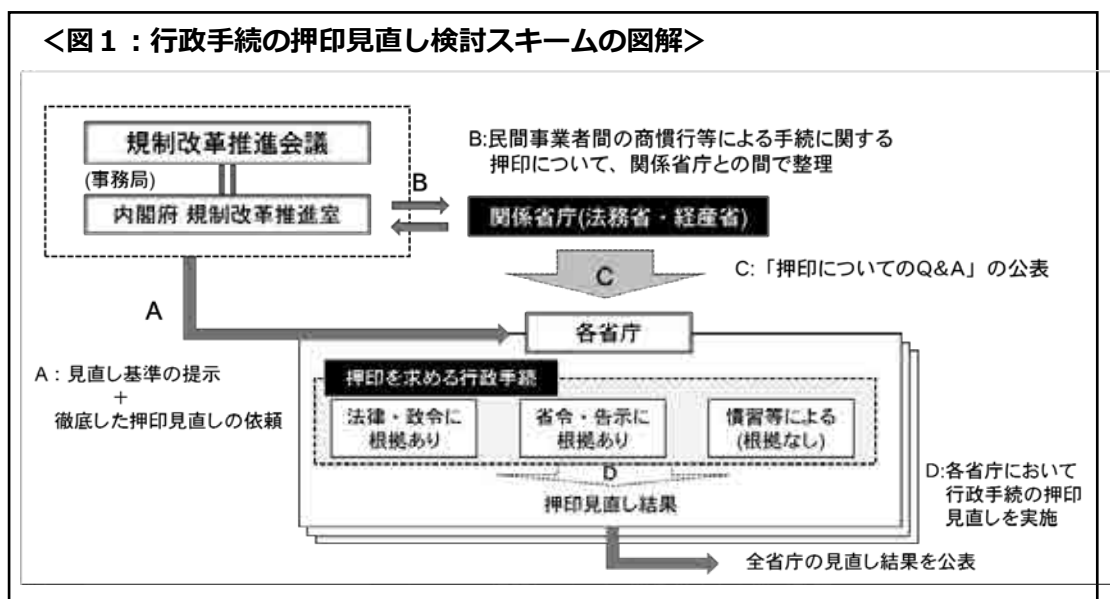 <図1:行政手続の押印見直し検討スキームの図解>
規制改革推進会議
(事務局)
内閣府 規制改革推進室
B
B:民間事業者間の商慣行等による手続に関する
押印について、関係省庁との間で整理
関係省庁(法務省・経産省)
C
C:「押印についてのQ&A」の公表
A
各省庁
A:見直し基準の提示
+
徹底した押印見直しの依頼
押印を求める行政手続
法律・政令に
根拠あり
省令・告示に
根拠あり
慣習等による
(根拠なし)
D
押印見直し結果
D:各省庁において
行政手続の押印
見直しを実施
全省庁の見直し結果を公表